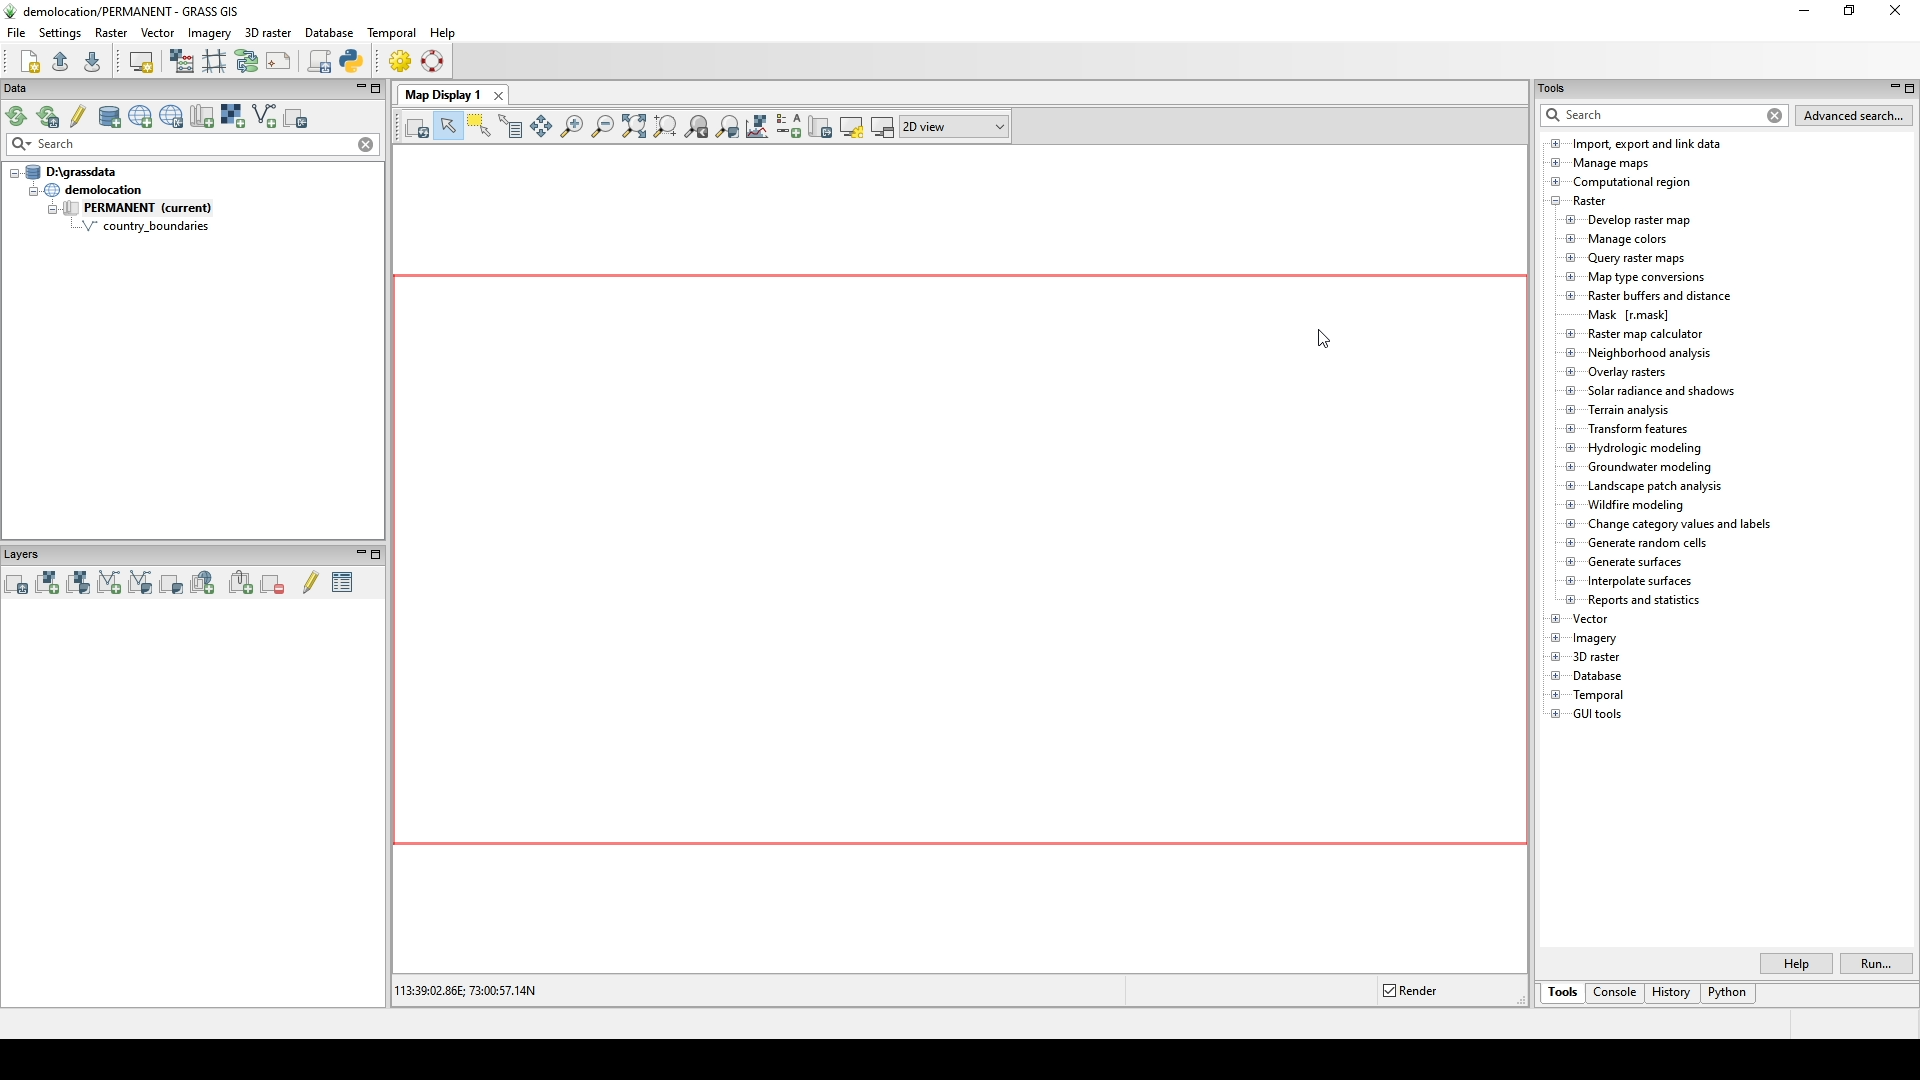 demolocation/PERMANENT - GRASS GIS
File Settings Raster Vector Imagery 3D raster Database Temporal Help
Data
Search
D:\grassdata
demolocation
PERMANENT (current)
country_boundaries
Layers
Map Display 1
2D view
113:39:02.86E; 73:00:57.14N
Render
Tools
Search
Advanced search...
Import, export and link data
Manage maps
Computational region
Raster
Develop raster map
Manage colors
Query raster maps
Map type conversions
Raster buffers and distance
Mask [r.mask]
Raster map calculator
Neighborhood analysis
Overlay rasters
Solar radiance and shadows
Terrain analysis
Transform features
Hydrologic modeling
Groundwater modeling
Landscape patch analysis
Wildfire modeling
Change category values and labels
Generate random cells
Generate surfaces
Interpolate surfaces
Reports and statistics
Vector
Imagery
3D raster
Database
Temporal
GUI tools
Help Run...
Tools Console History Python